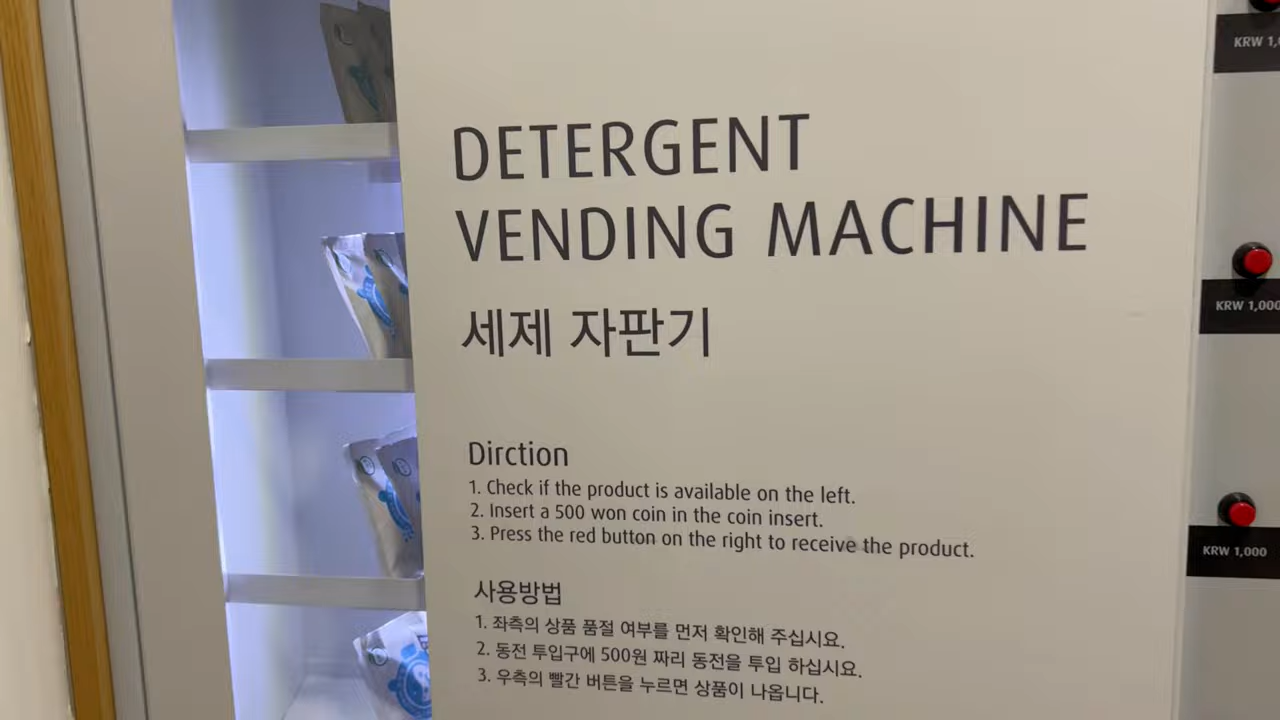 DETERGENT
VENDING MACHINE
세제 자판기
Dirction
1. Check if the product is available on the left.
2. Insert a 500 won coin in the coin insert.
3. Press the red button on the right to receive the product.
사용방법
1. 좌측의 상품 품절 여부를 먼저 확인해 주십시요.
2. 동전 투입구에 500원 짜리 동전을 투입 하십시요.
3. 우측의 빨간 버튼을 누르면 상품이 나옵니다.
KRW 1,0
KRW 1,000
KRW 1,000